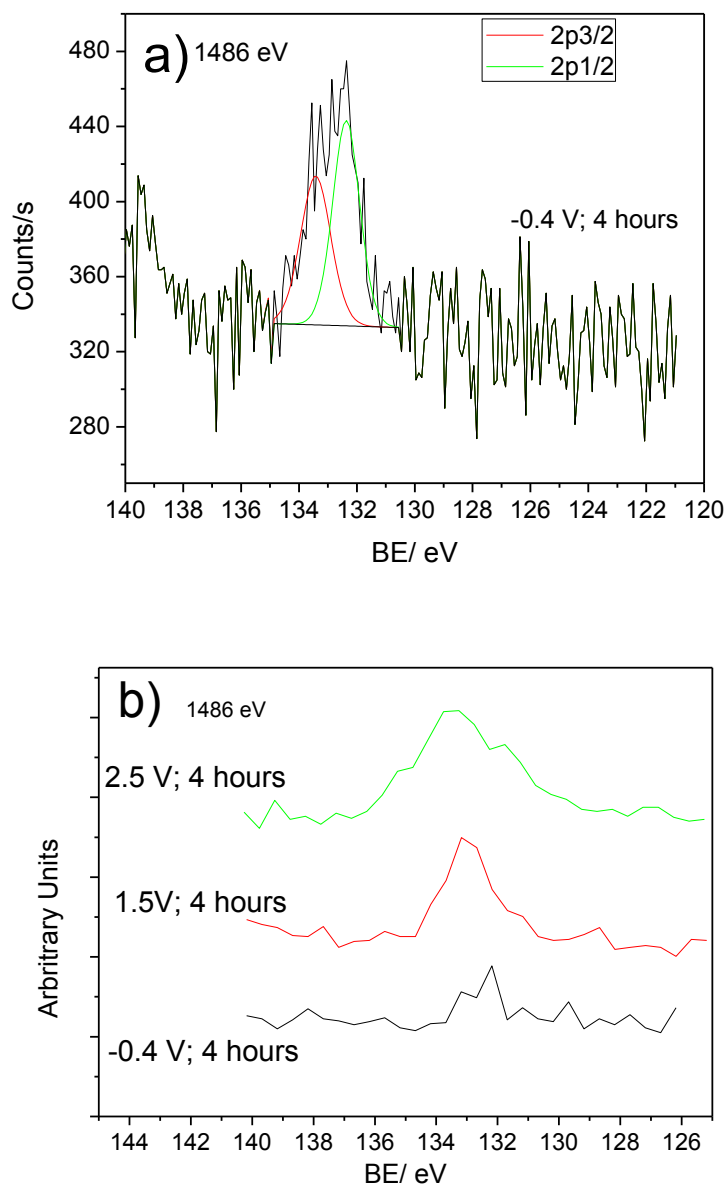 a) 1486 eV
2p3/2
2p1/2
-0.4 V; 4 hours
Counts/s
480
440
400
360
320
280
140 138 136 134 132 130 128 126 124 122 120
BE/ eV
b) 1486 eV
2.5 V; 4 hours
1.5V; 4 hours
-0.4 V; 4 hours
Arbritrary Units
144 142 140 138 136 134 132 130 128 126
BE/ eV